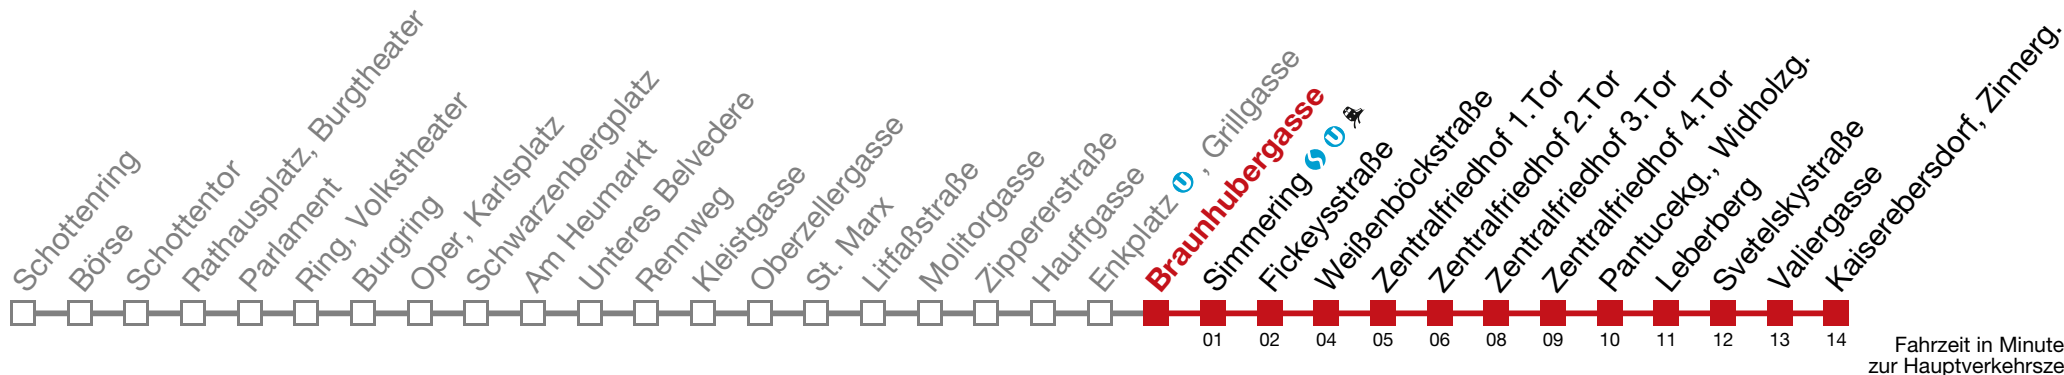 Schottenring
Börse
Schottentor
Rathausplatz, Burgtheater
Parlament
Ring, Volkstheater
Burgring
Oper, Karlsplatz
Schwarzenbergplatz
Am Heumarkt
Unteres Belvedere
Rennweg
Kleistgasse
Oberzellergasse
St. Marx
Litfaßstraße
Molitorgasse
Zippererstraße
Hauffgasse
Enkplatz U, Grillgasse
Braunhubergasse
Simmering S U
Fickeysstraße
Weißenböckstraße
Zentralfriedhof 1.Tor
Zentralfriedhof 2.Tor
Zentralfriedhof 3.Tor
Zentralfriedhof 4.Tor
Pantucekg., Widholzg.
Leberberg
Svetelskystraße
Valiergasse
Kaiserebersdorf, Zinnerg.
01 02 04 05 06 08 09 10 11 12 13 14
Fahrzeit in Minute
zur Hauptverkehrsze